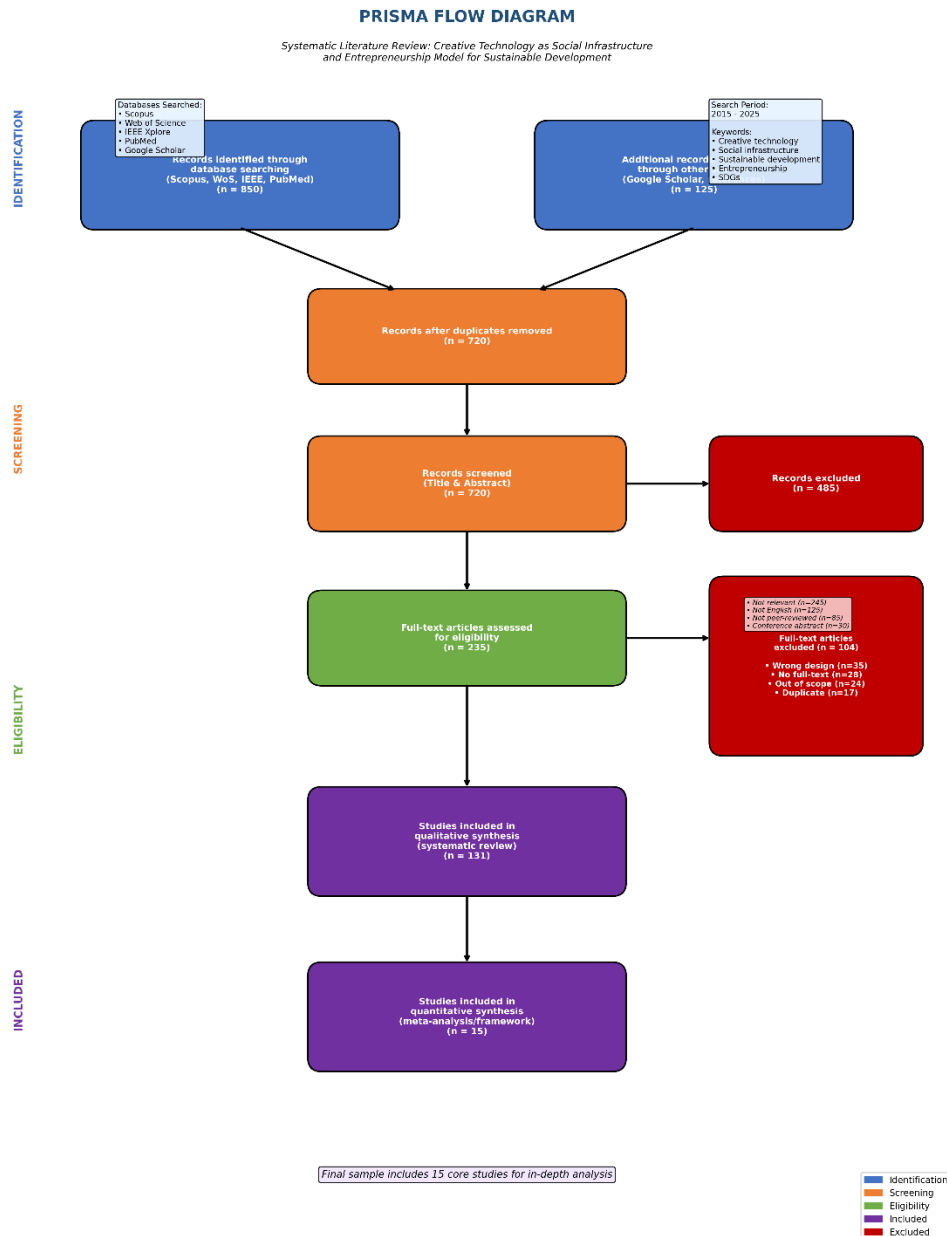 PRISMA FLOW DIAGRAM
Systematic Literature Review: Creative Technology as Social Infrastructure
and Entrepreneurship Model for Sustainable Development
IDENTIFICATION
Databases Searched:
• Scopus
• Web of Science
• IEEE Xplore
• PubMed
• Google Scholar
Records identified through
database searching
(Scopus, WoS, IEEE, PubMed)
(n = 850)
Search Period:
2015 - 2025
Keywords:
• Creative technology
• Social infrastructure
• Sustainable development
• Entrepreneurship
• SDGs
Additional record
through other
(Google Scholar,
(n = 125)
Records after duplicates removed
(n = 720)
SCREENING
Records screened
(Title & Abstract)
(n = 720)
Records excluded
(n = 485)
Full-text articles assessed
for eligibility
(n = 235)
• Not relevant (n=245)
• Not English (n=125)
• Not peer-reviewed (n=85)
• Conference abstract (n=30)
Full-text articles
excluded (n = 104)
• Wrong design (n=35)
• No full-text (n=28)
• Out of scope (n=24)
• Duplicate (n=17)
ELIGIBILITY
Studies included in
qualitative synthesis
(systematic review)
(n = 131)
INCLUDED
Studies included in
quantitative synthesis
(meta-analysis/framework)
(n = 15)
Final sample includes 15 core studies for in-depth analysis
Identification
Screening
Eligibility
Included
Excluded